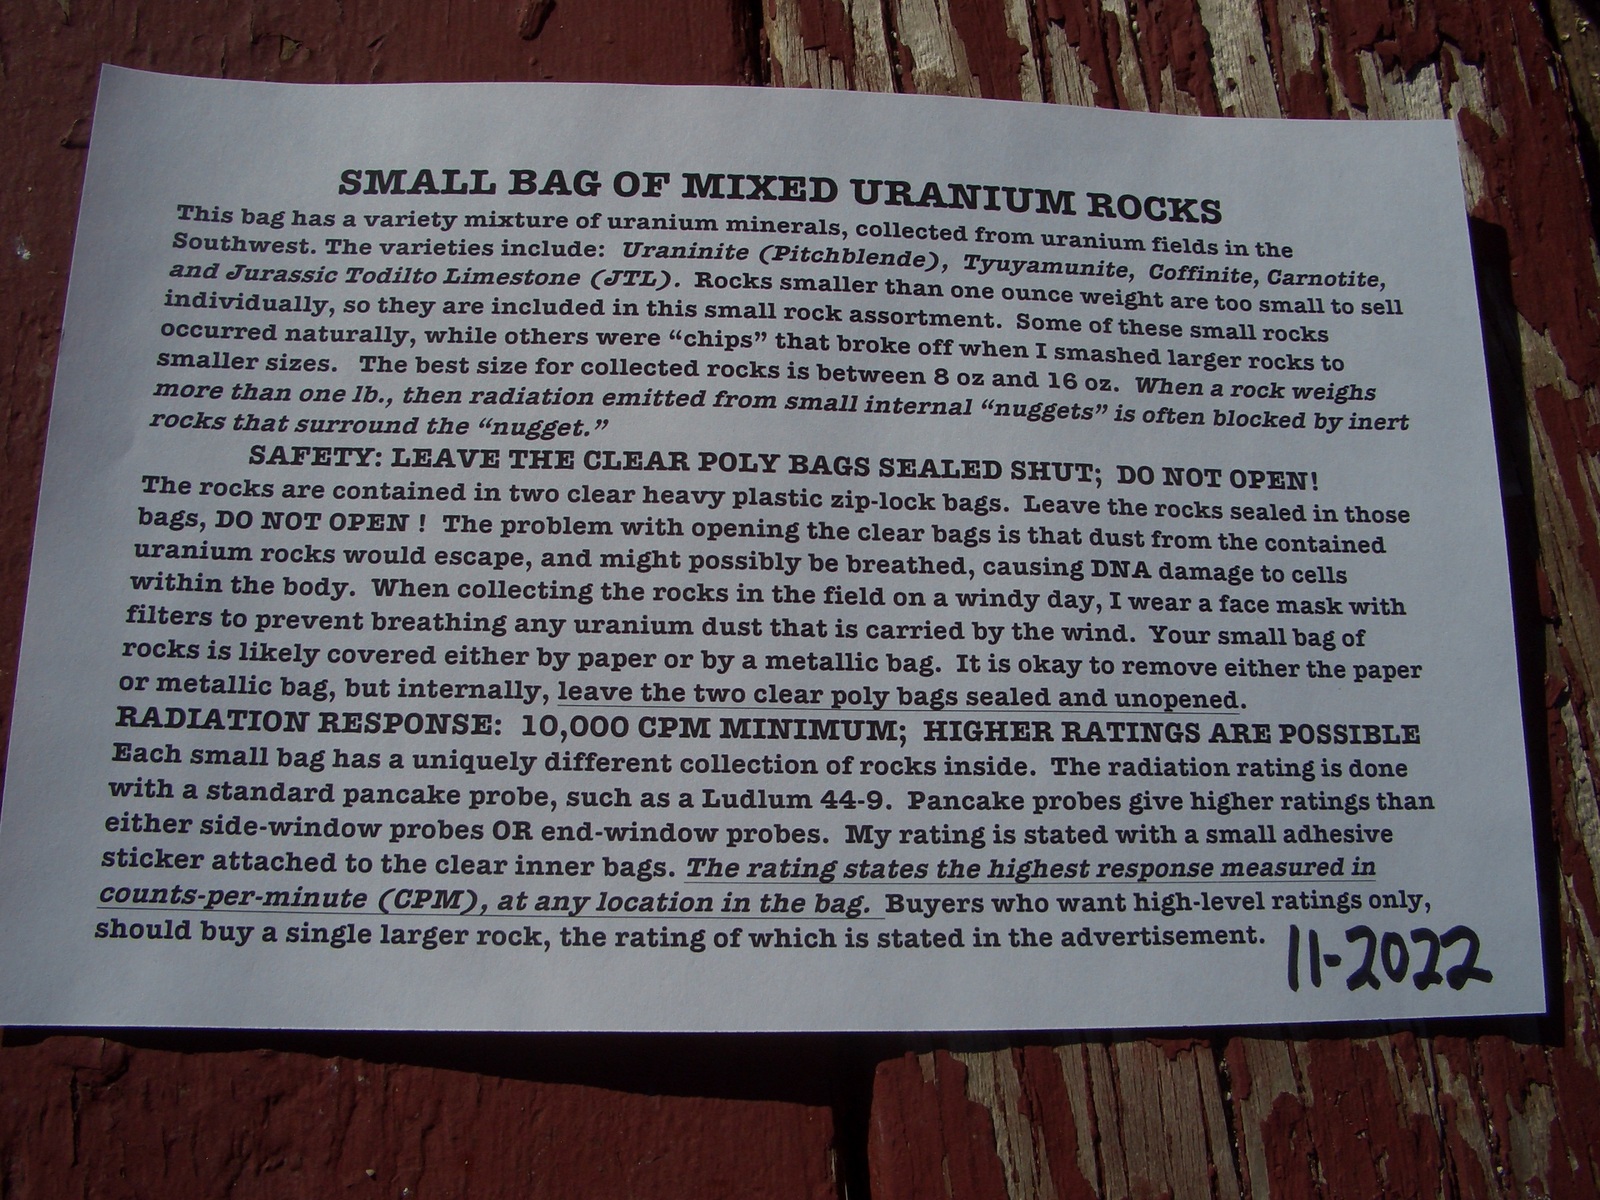 SMALL BAG OF MIXED URANIUM ROCKS
This bag has a variety mixture of uranium minerals, collected from uranium fields in the
Southwest. The varieties include: Uraninite (Pitchblende), Tyuyamunite, Coffinite, Carnotite,
and Jurassic Todilto Limestone (JTL). Rocks smaller than one ounce weight are too small to sell
individually, so they are included in this small rock assortment. Some of these small rocks
occurred naturally, while others were “chips” that broke off when I smashed larger rocks to
smaller sizes. The best size for collected rocks is between 8 oz and 16 oz. When a rock weighs
more than one lb., then radiation emitted from small internal “nuggets” is often blocked by inert
rocks that surround the “nugget.”
SAFETY: LEAVE THE CLEAR POLY BAGS SEALED SHUT; DO NOT OPEN!
The rocks are contained in two clear heavy plastic zip-lock bags. Leave the rocks sealed in those
bags, DO NOT OPEN ! The problem with opening the clear bags is that dust from the contained
uranium rocks would escape, and might possibly be breathed, causing DNA damage to cells
within the body. When collecting the rocks in the field on a windy day, I wear a face mask with
filters to prevent breathing any uranium dust that is carried by the wind. Your small bag of
rocks is likely covered either by paper or by a metallic bag. It is okay to remove either the paper
or metallic bag, but internally, leave the two clear poly bags sealed and unopened.
RADIATION RESPONSE: 10,000 CPM MINIMUM; HIGHER RATINGS ARE POSSIBLE
Each small bag has a uniquely different collection of rocks inside. The radiation rating is done
with a standard pancake probe, such as a Ludlum 44-9. Pancake probes give higher ratings than
either side-window probes OR end-window probes. My rating is stated with a small adhesive
sticker attached to the clear inner bags. The rating states the highest response measured in
counts-per-minute (CPM), at any location in the bag. Buyers who want high-level ratings only,
should buy a single larger rock, the rating of which is stated in the advertisement.
11-2022